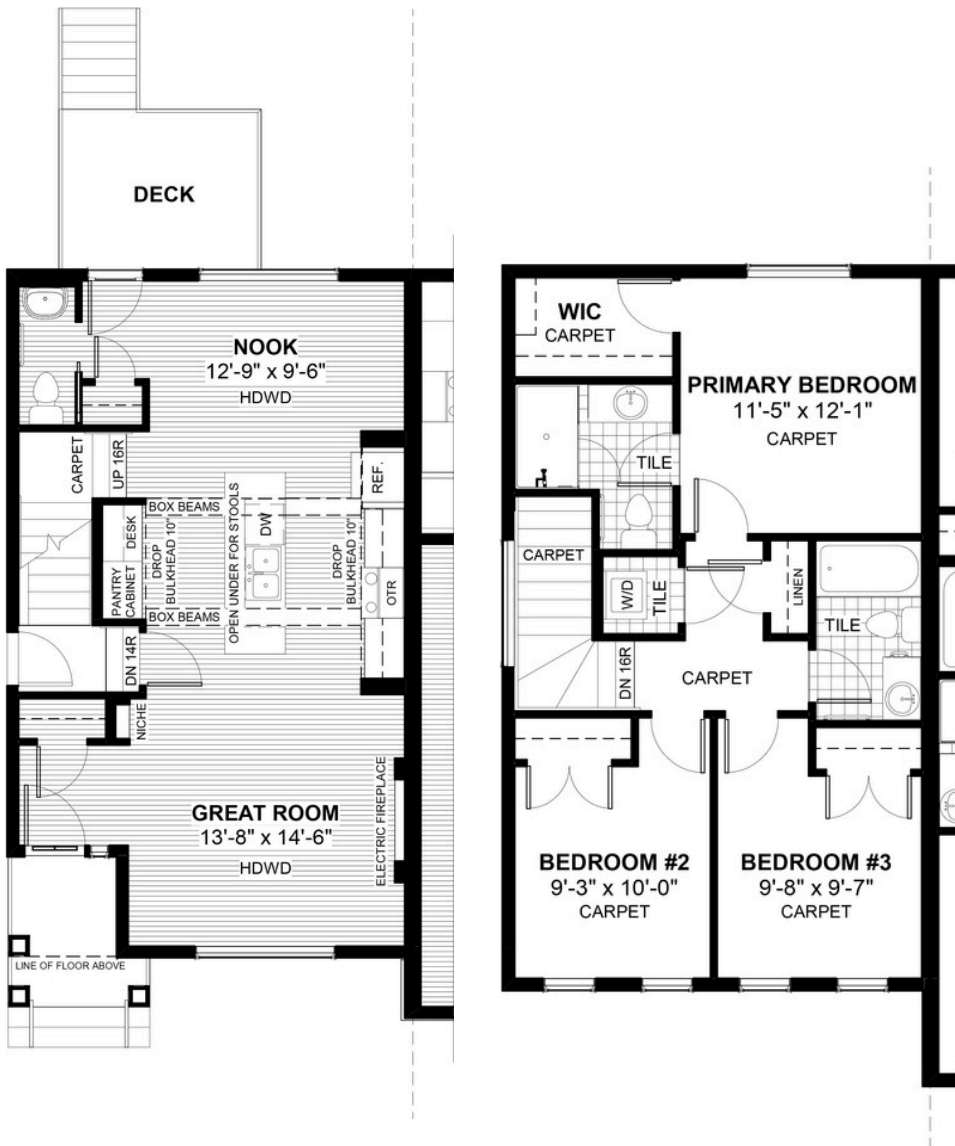 DECK
NOOK
12'-9" x 9'-6"
HDWD
CARPET
UP 16R
REF.
BOX BEAMS
PANTRY
CABINET
DESK
DROP
BULKHEAD 10"
OPEN UNDER FOR STOOLS
DW
DROP
BULKHEAD 10"
OTR
BOX BEAMS
DN 14R
NICHE
GREAT ROOM
13'-8" x 14'-6"
HDWD
ELECTRIC FIREPLACE
LINE OF FLOOR ABOVE
WIC
CARPET
PRIMARY BEDROOM
11'-5" x 12'-1"
CARPET
TILE
CARPET
W/D
TILE
LINEN
TILE
DN 16R
CARPET
BEDROOM #2
9'-3" x 10'-0"
CARPET
BEDROOM #3
9'-8" x 9'-7"
CARPET